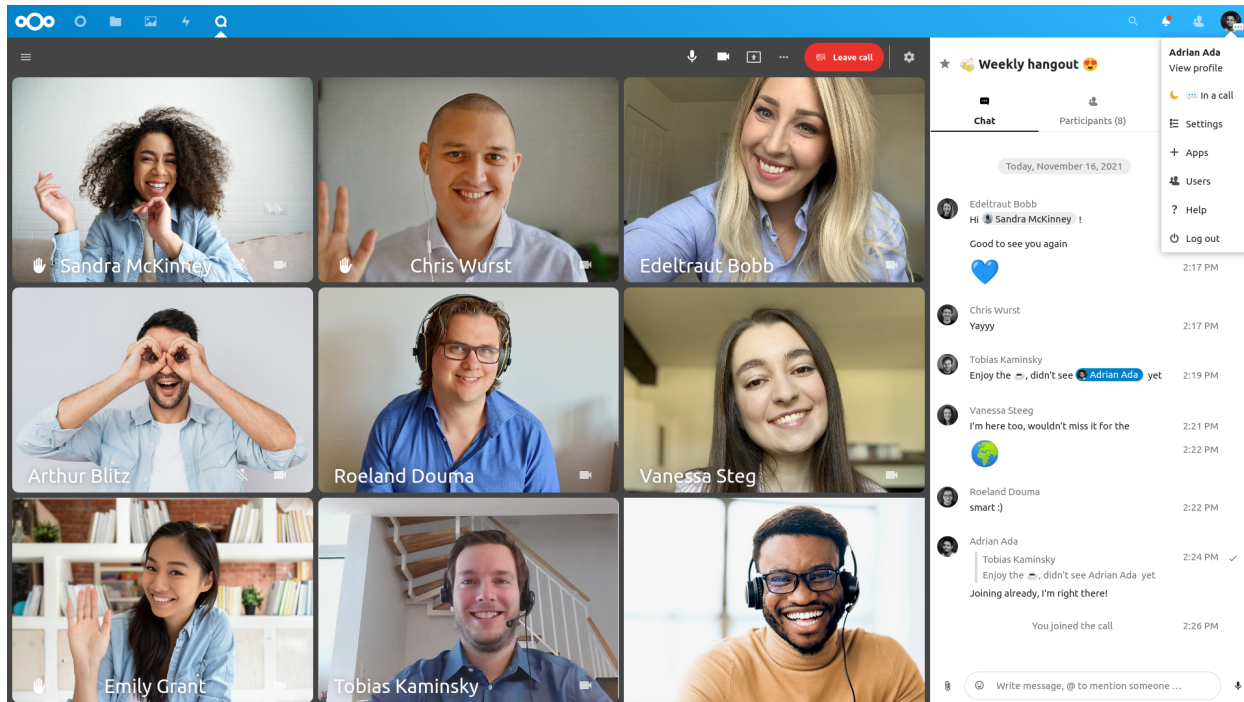 Leave call
Sandra McKinney
Chris Wurst
Edeltraut Bobb
Arthur Blitz
Roeland Douma
Vanessa Steg
Emily Grant
Tobias Kaminsky
⭐ 🍻 Weekly hangout 😍
Chat
Participants (8)
Today, November 16, 2021
Edeltraut Bobb
Hi Sandra McKinney !
Good to see you again
💙 2:17 PM
Chris Wurst
Yayyy 2:17 PM
Tobias Kaminsky
Enjoy the ☕, didn't see Adrian Ada yet 2:19 PM
Vanessa Steeg
I'm here too, wouldn't miss it for the 2:21 PM
🌍 2:22 PM
Roeland Douma
smart :) 2:22 PM
Adrian Ada
Tobias Kaminsky 2:24 PM
Enjoy the ☕, didn't see Adrian Ada yet
Joining already, I'm right there!
You joined the call 2:26 PM
Write message, @ to mention someone …
Adrian Ada
View profile
In a call
Settings
Apps
Users
Help
Log out